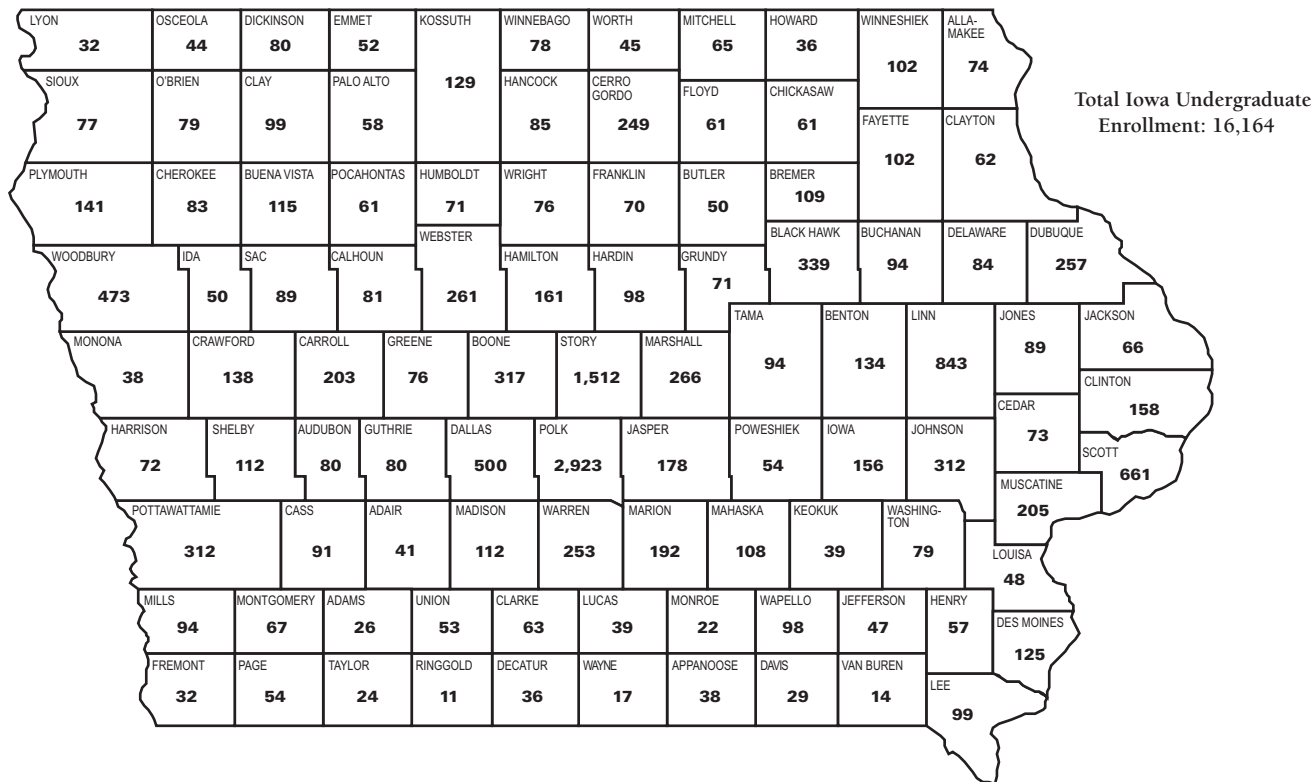 LYON
32
OSCEOLA
44
DICKINSON
80
EMMET
52
KOSSUTH
129
WINNEBAGO
78
WORTH
45
MITCHELL
65
HOWARD
36
WINNESHIEK
102
ALLA-
MAKEE
74
Total Iowa Undergraduate
Enrollment: 16,164
SIOUX
77
O'BRIEN
79
CLAY
99
PALO ALTO
58
HANCOCK
85
CERRO
GORDO
249
FLOYD
61
CHICKASAW
61
FAYETTE
102
CLAYTON
62
PLYMOUTH
141
CHEROKEE
83
BUENA VISTA
115
POCAHONTAS
61
HUMBOLDT
71
WRIGHT
76
FRANKLIN
70
BUTLER
50
BREMER
109
WOODBURY
473
IDA
50
SAC
89
CALHOUN
81
WEBSTER
261
HAMILTON
161
HARDIN
98
GRUNDY
71
BLACK HAWK
339
BUCHANAN
94
DELAWARE
84
DUBUQUE
257
MONONA
38
CRAWFORD
138
CARROLL
203
GREENE
76
BOONE
317
STORY
1,512
MARSHALL
266
TAMA
94
BENTON
134
LINN
843
JONES
89
JACKSON
66
CLINTON
158
CEDAR
73
HARRISON
72
SHELBY
112
AUDUBON
80
GUTHRIE
80
DALLAS
500
POLK
2,923
JASPER
178
POWESHIEK
54
IOWA
156
JOHNSON
312
SCOTT
661
MUSCATINE
205
POTTAWATTAMIE
312
CASS
91
ADAIR
41
MADISON
112
WARREN
253
MARION
192
MAHASKA
108
KEOKUK
39
WASHING-
TON
79
LOUISA
48
MILLS
94
MONTGOMERY
67
ADAMS
26
UNION
53
CLARKE
63
LUCAS
39
MONROE
22
WAPELLO
98
JEFFERSON
47
HENRY
57
DES MOINES
125
FREMONT
32
PAGE
54
TAYLOR
24
RINGGOLD
11
DECATUR
36
WAYNE
17
APPANOOSE
38
DAVIS
29
VAN BUREN
14
LEE
99